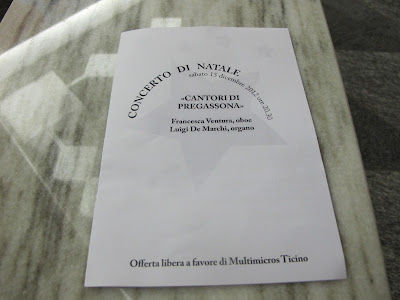 CONCERTO DI NATALE
sabato 15 dicembre 2012 ore 20.30
«CANTORI DI
PREGASSONA»
Francesca Ventura, oboe
Luigi De Marchi, organo
Offerta libera a favore di Multimicros Ticino